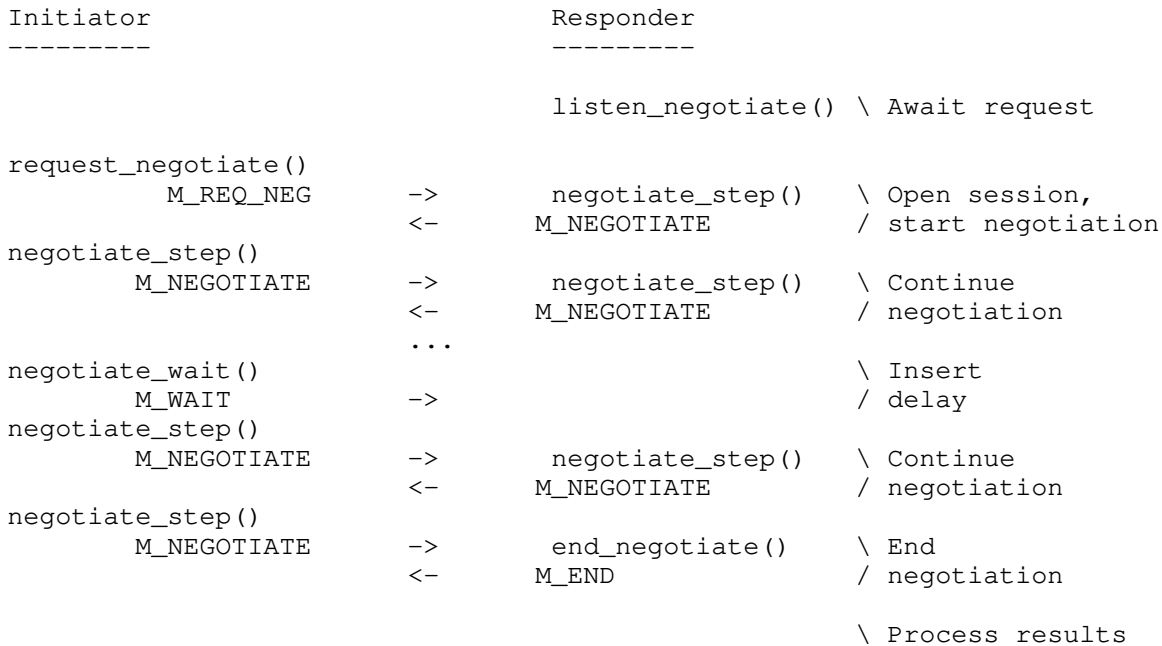 Initiator                          Responder
---------                          ---------
                                   listen_negotiate() \ Await request
request_negotiate()
          M_REQ_NEG      ->        negotiate_step()   \ Open session,
                         <-       M_NEGOTIATE         / start negotiation
negotiate_step()
        M_NEGOTIATE      ->        negotiate_step()   \ Continue
                         <-       M_NEGOTIATE         / negotiation
                         ...
negotiate_wait()                                      \ Insert
        M_WAIT           ->                           / delay
negotiate_step()
        M_NEGOTIATE      ->        negotiate_step()   \ Continue
                         <-       M_NEGOTIATE         / negotiation
negotiate_step()
        M_NEGOTIATE      ->        end_negotiate()    \ End
                         <-       M_END               / negotiation
                                                      \ Process results